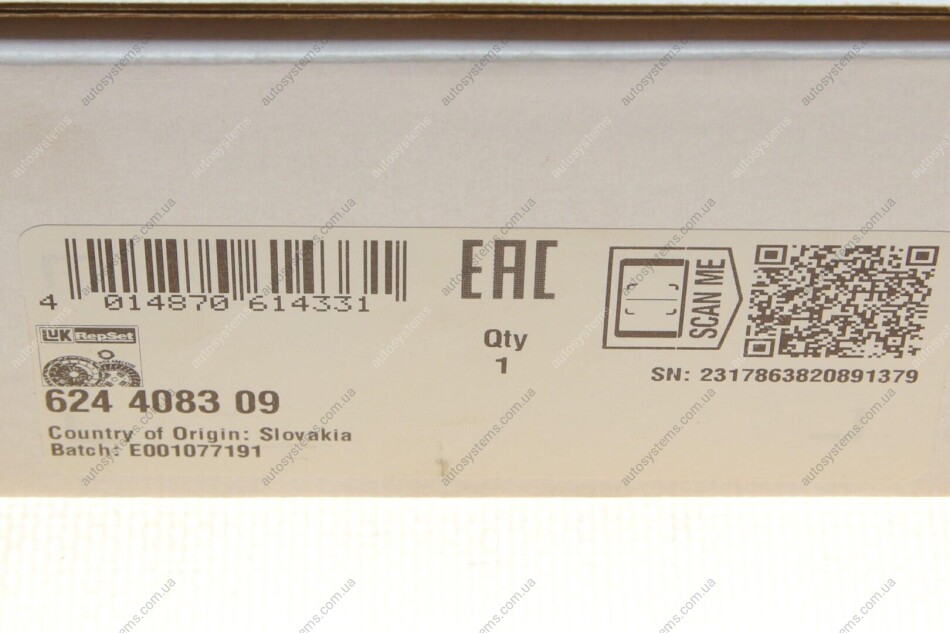 4 014870 614331
EAC
SCAN ME
LUK RepSet
Qty
1
SN: 2317863820891379
624 4083 09
Country of Origin: Slovakia
Batch: E001077191
autosystems.com.ua